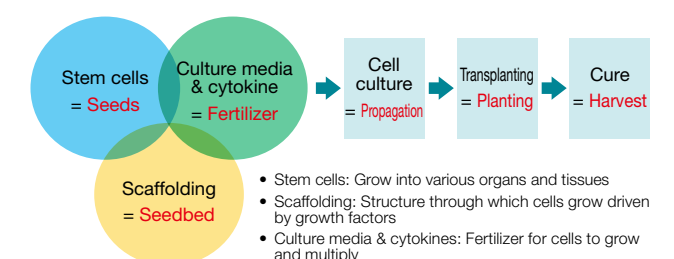 Stem cells
= Seeds
Culture media
& cytokine
= Fertilizer
Scaffolding
= Seedbed
Cell
culture
= Propagation
Transplanting
= Planting
Cure
= Harvest
• Stem cells: Grow into various organs and tissues
• Scaffolding: Structure through which cells grow driven
by growth factors
• Culture media & cytokines: Fertilizer for cells to grow
and multiply